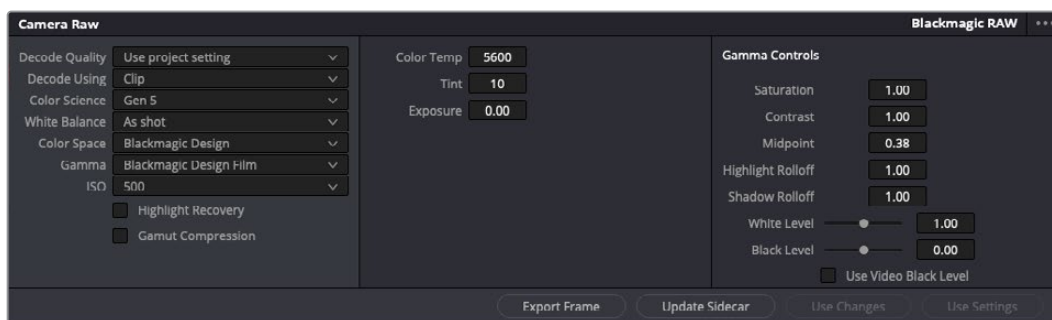 Camera Raw
Blackmagic RAW
Decode Quality Use project setting
Decode Using Clip
Color Science Gen 5
White Balance As shot
Color Space Blackmagic Design
Gamma Blackmagic Design Film
ISO 500
Highlight Recovery
Gamut Compression
Color Temp 5600
Tint 10
Exposure 0.00
Gamma Controls
Saturation 1.00
Contrast 1.00
Midpoint 0.38
Highlight Rolloff 1.00
Shadow Rolloff 1.00
White Level 1.00
Black Level 0.00
Use Video Black Level
Export Frame Update Sidecar Use Changes Use Settings